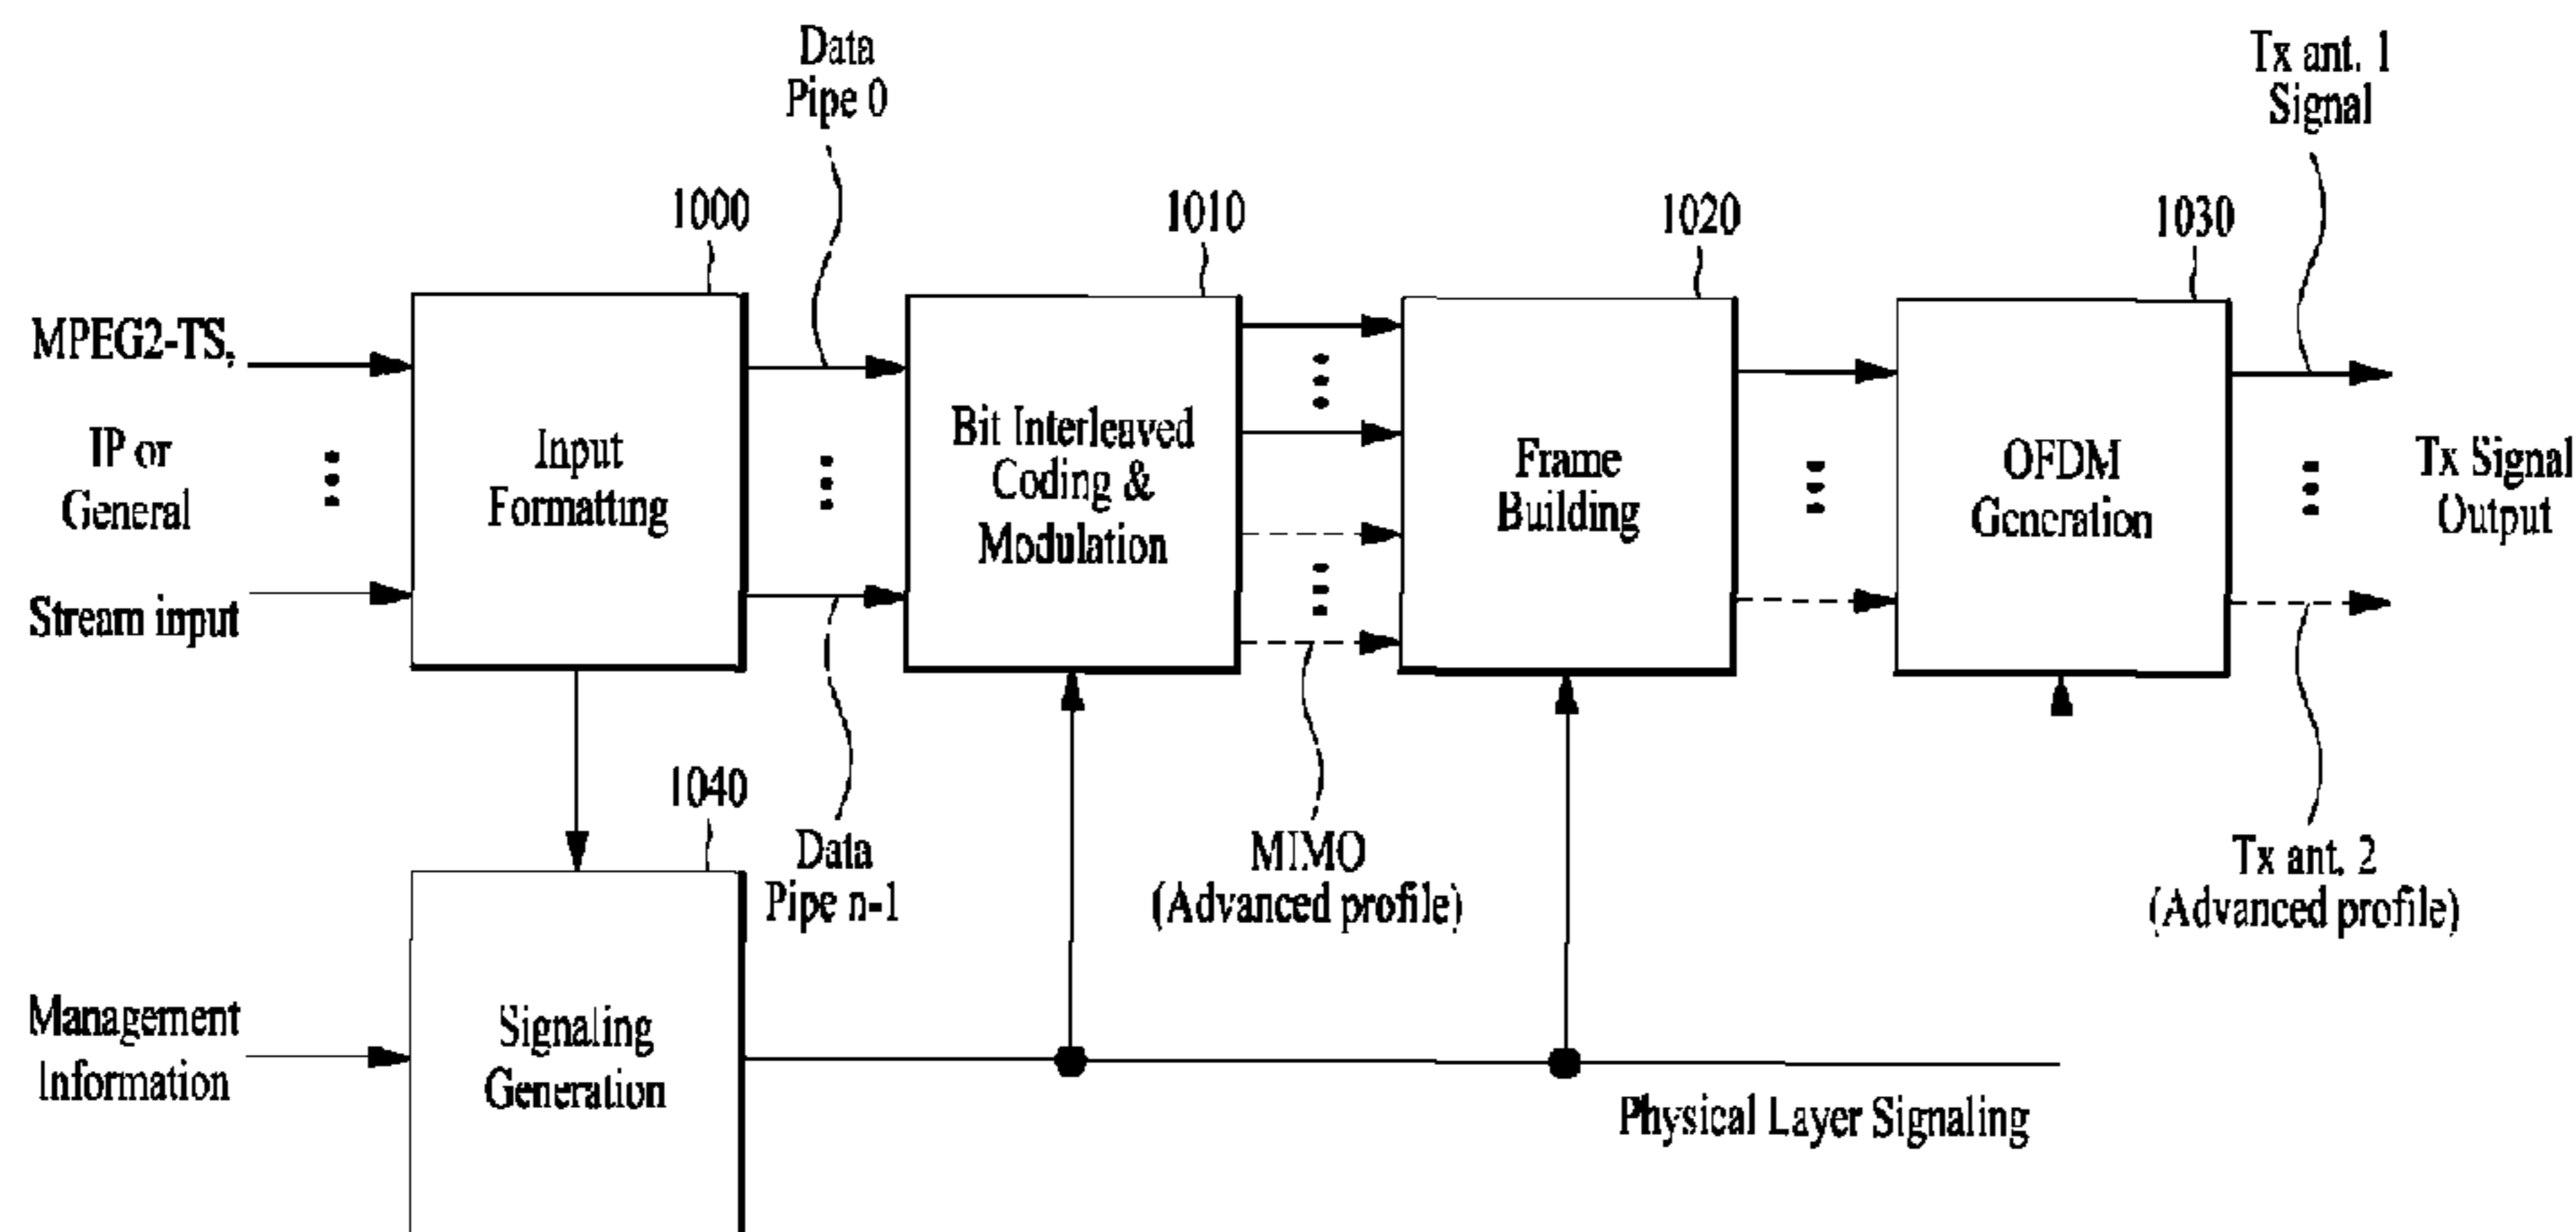 Data
Pipe 0
Tx ant. 1
Signal
1000
1010
1020
1030
MPEG2-TS,
IP or
General
Stream input
Input
Formatting
Bit Interleaved
Coding &
Modulation
Frame
Building
OFDM
Generation
Tx Signal
Output
1040
Data
Pipe n-1
MIMO
(Advanced profile)
Tx ant. 2
(Advanced profile)
Management
Information
Signaling
Generation
Physical Layer Signaling